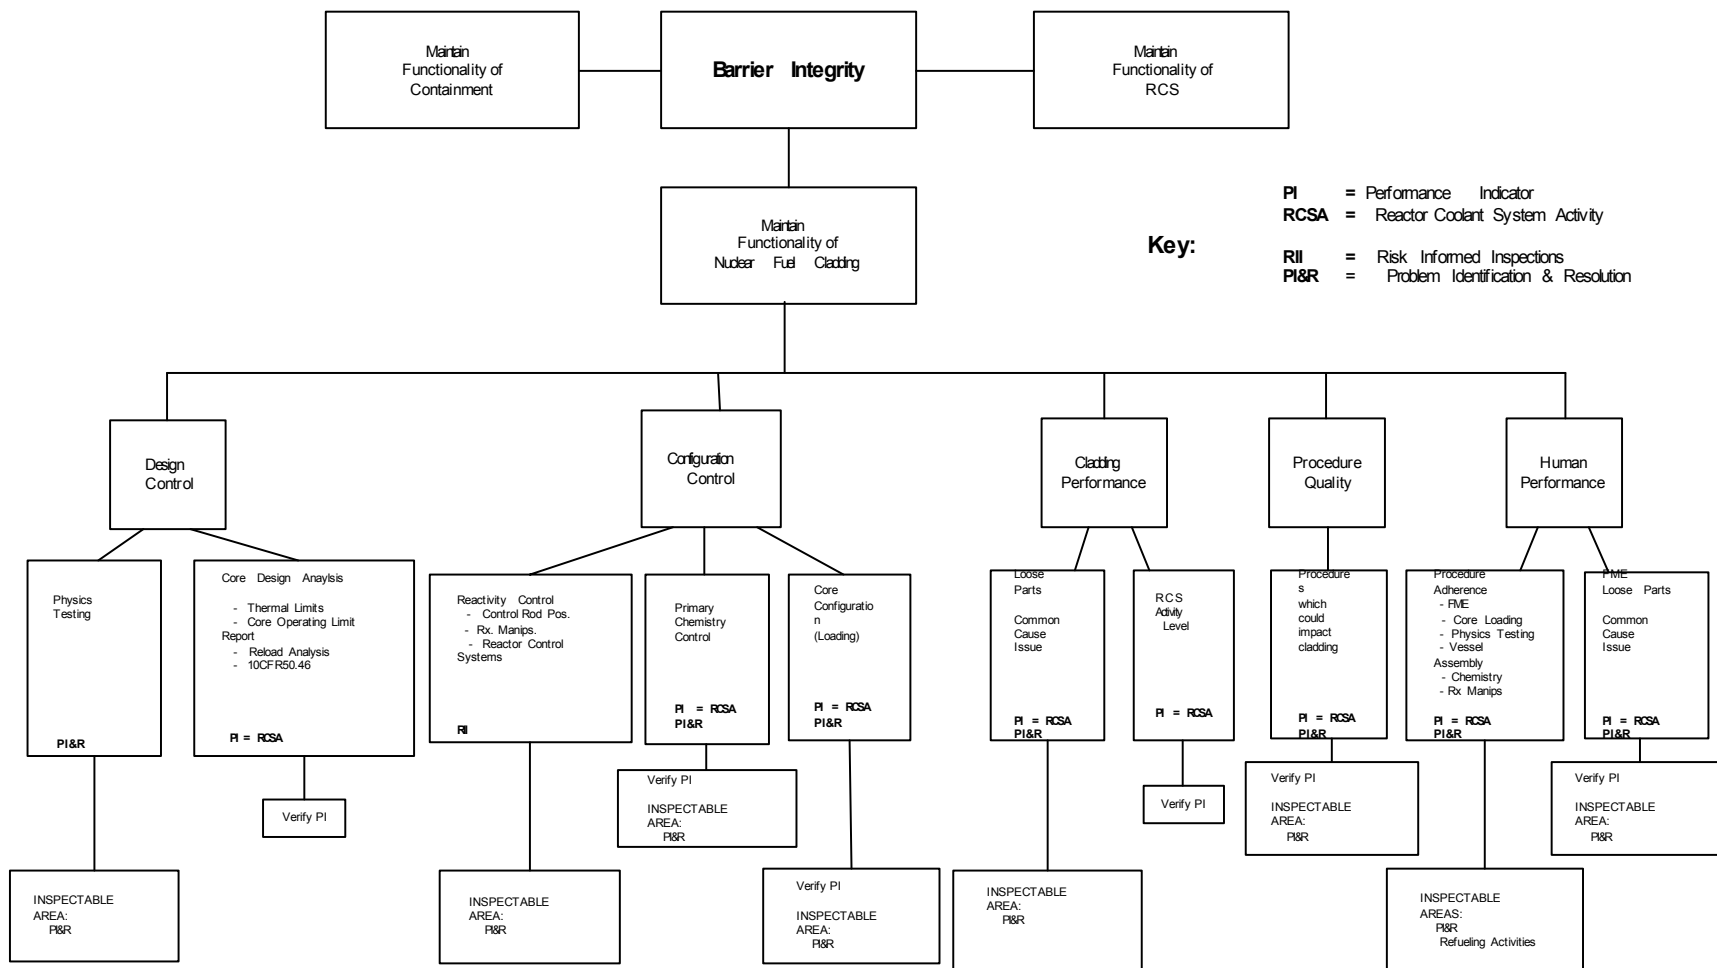 Maintain
Functionality of
Containment
Barrier Integrity
Maintain
Functionality of
RCS
Maintain
Functionality of
Nuclear Fuel Cladding
Key:
PI = Performance Indicator
RCSA = Reactor Coolant System Activity
RII = Risk Informed Inspections
PI&R = Problem Identification & Resolution
Design
Control
Configuration
Control
Cladding
Performance
Procedure
Quality
Human
Performance
Physics
Testing
PI&R
Core Design Anaylsis
- Thermal Limits
- Core Operating Limit
Report
- Reload Analysis
- 10CFR50.46
PI = RCSA
Reactivity Control
- Control Rod Pos.
- Rx. Manips.
- Reactor Control
Systems
RII
Primary
Chemistry
Control
PI = RCSA
PI&R
Core
Configuratio
n
(Loading)
PI = RCSA
PI&R
Loose
Parts
Common
Cause
Issue
PI = RCSA
PI&R
RCS
Activity
Level
PI = RCSA
Procedure
s
which
could
impact
cladding
PI = RCSA
PI&R
Procedure
Adherence
- FME
- Core Loading
- Physics Testing
- Vessel
Assembly
- Chemistry
- Rx Manips
PI = RCSA
PI&R
FME
Loose Parts
Common
Cause
Issue
PI = RCSA
PI&R
INSPECTABLE
AREA:
PI&R
Verify PI
INSPECTABLE
AREA:
PI&R
Verify PI
INSPECTABLE
AREA:
PI&R
Verify PI
INSPECTABLE
AREA:
PI&R
INSPECTABLE
AREA:
PI&R
Verify PI
Verify PI
INSPECTABLE
AREA:
PI&R
INSPECTABLE
AREAS:
PI&R
Refueling Activities
Verify PI
INSPECTABLE
AREA:
PI&R